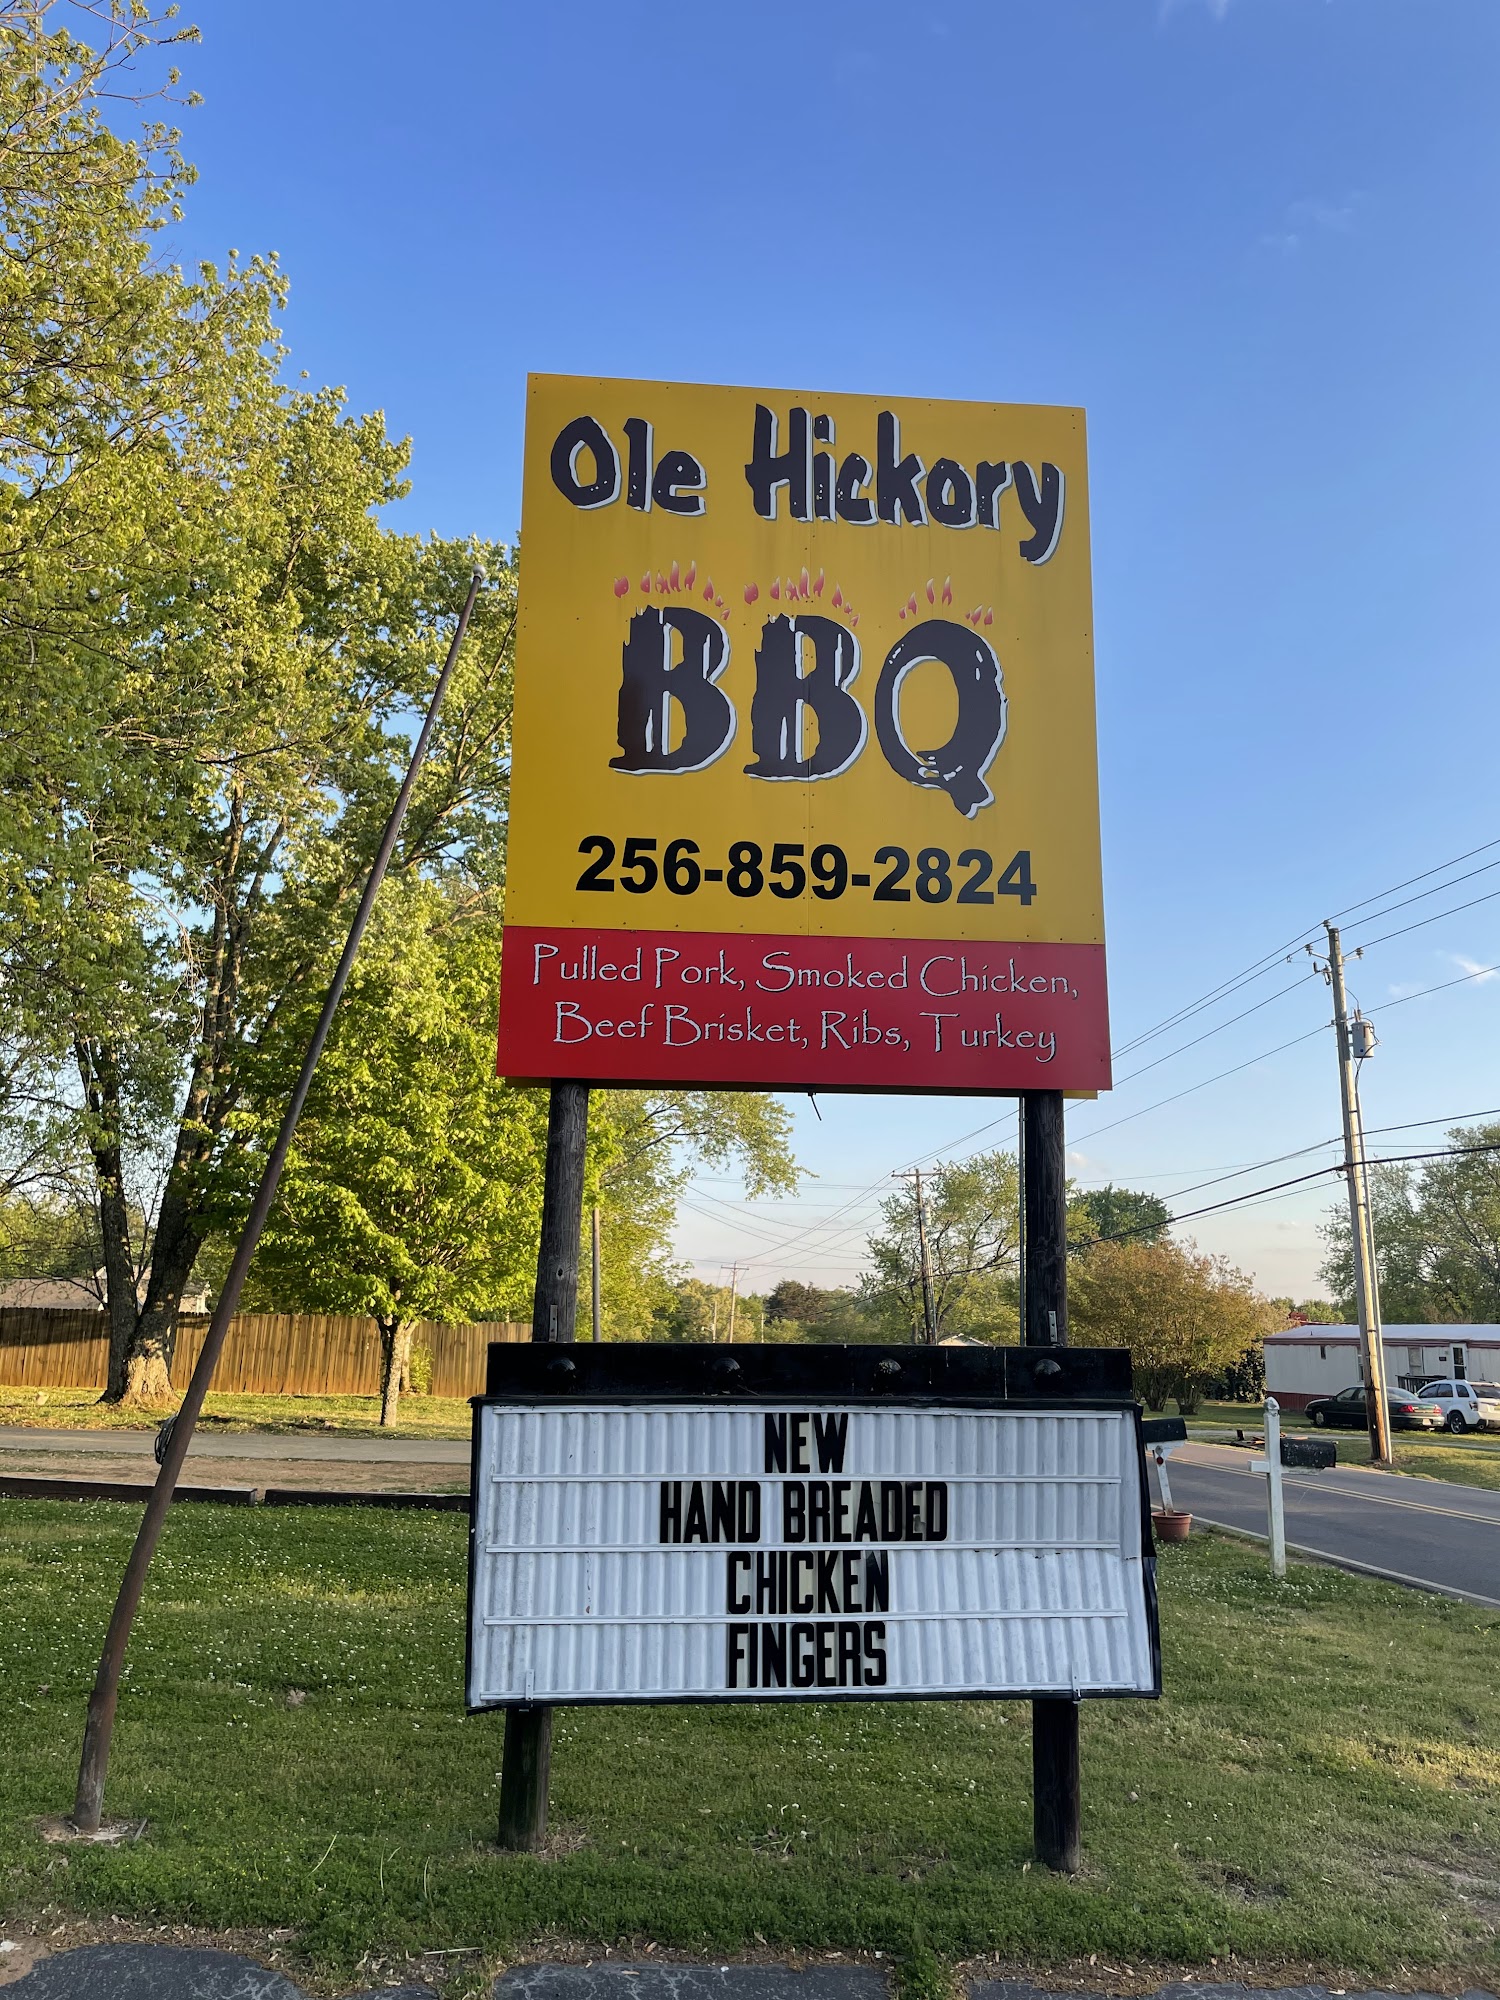 Ole Hickory
BBQ
256-859-2824
Pulled Pork, Smoked Chicken,
Beef Brisket, Ribs, Turkey
NEW
HAND BREADED
CHICKEN
FINGERS